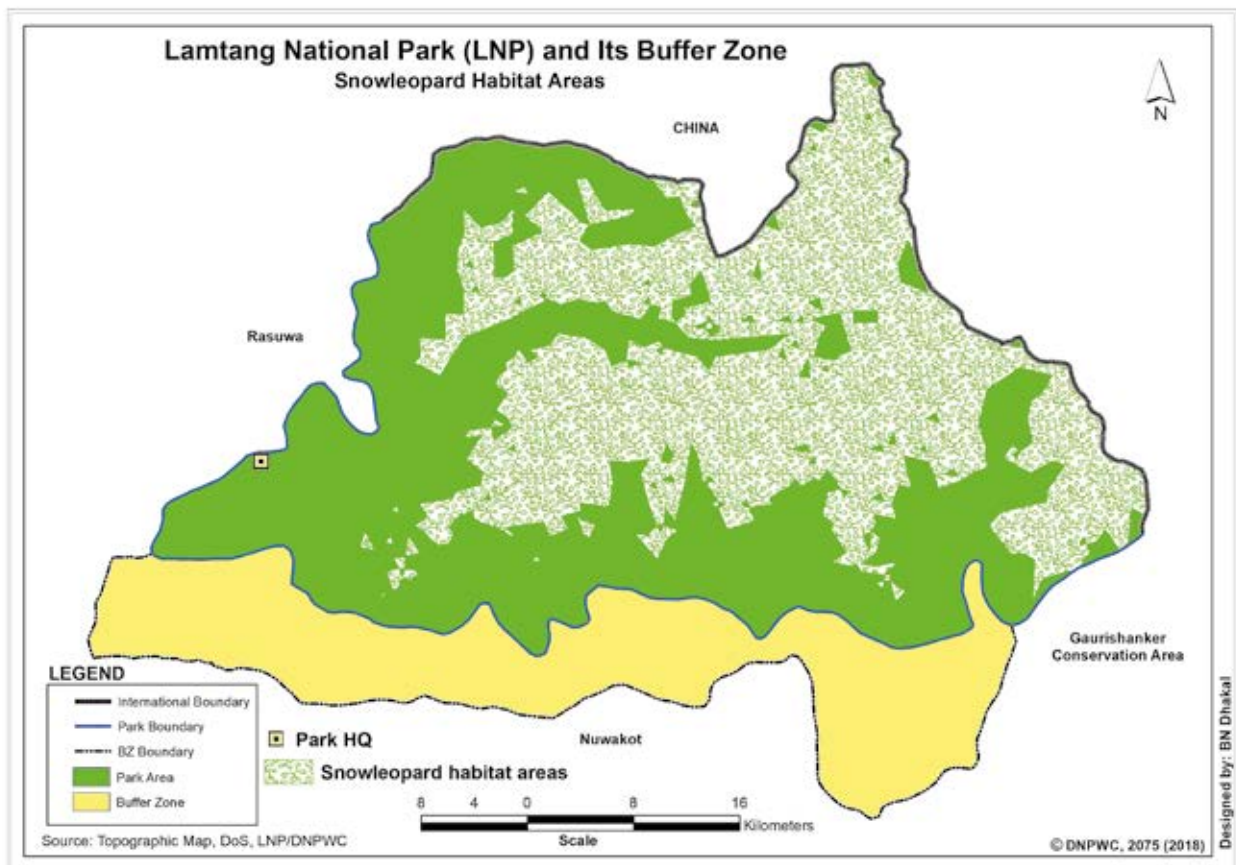 Lamtang National Park (LNP) and Its Buffer Zone
Snowleopard Habitat Areas
CHINA
N
Rasuwa
Gaurishanker
Conservation Area
Nuwakot
LEGEND
International Boundary
Park Boundary
BZ Boundary
Park Area
Buffer Zone
Park HQ
Snowleopard habitat areas
8 4 0 8 16
Kilometers
Scale
Source: Topographic Map, DoS, LNP/DNPWC
© DNPWC, 2075 (2018)
Designed by: BN Dhakal